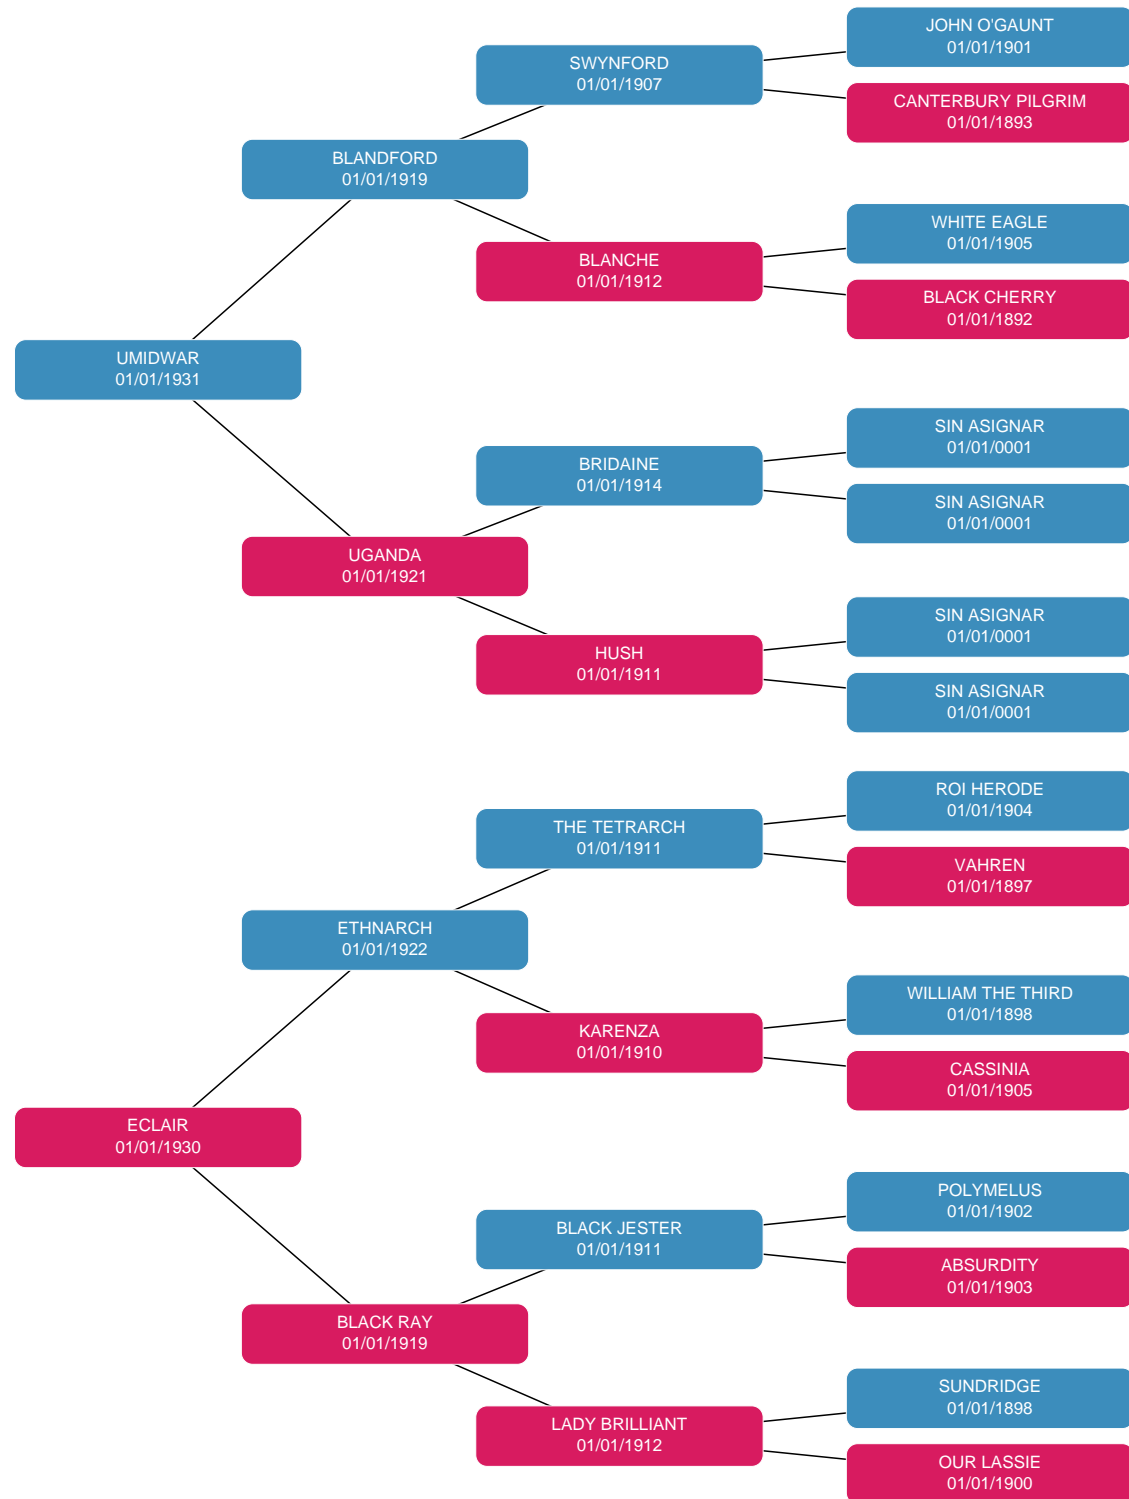 JOHN O'GAUNT
01/01/1901
SWYNFORD
01/01/1907
CANTERBURY PILGRIM
01/01/1893
BLANDFORD
01/01/1919
WHITE EAGLE
01/01/1905
BLANCHE
01/01/1912
BLACK CHERRY
01/01/1892
UMIDWAR
01/01/1931
SIN ASIGNAR
01/01/0001
BRIDAINE
01/01/1914
SIN ASIGNAR
01/01/0001
UGANDA
01/01/1921
SIN ASIGNAR
01/01/0001
HUSH
01/01/1911
SIN ASIGNAR
01/01/0001
ROI HERODE
01/01/1904
THE TETRARCH
01/01/1911
VAHREN
01/01/1897
ETHNARCH
01/01/1922
WILLIAM THE THIRD
01/01/1898
KARENZA
01/01/1910
CASSINIA
01/01/1905
ECLAIR
01/01/1930
POLYMELUS
01/01/1902
BLACK JESTER
01/01/1911
ABSURDITY
01/01/1903
BLACK RAY
01/01/1919
SUNDRIDGE
01/01/1898
LADY BRILLIANT
01/01/1912
OUR LASSIE
01/01/1900